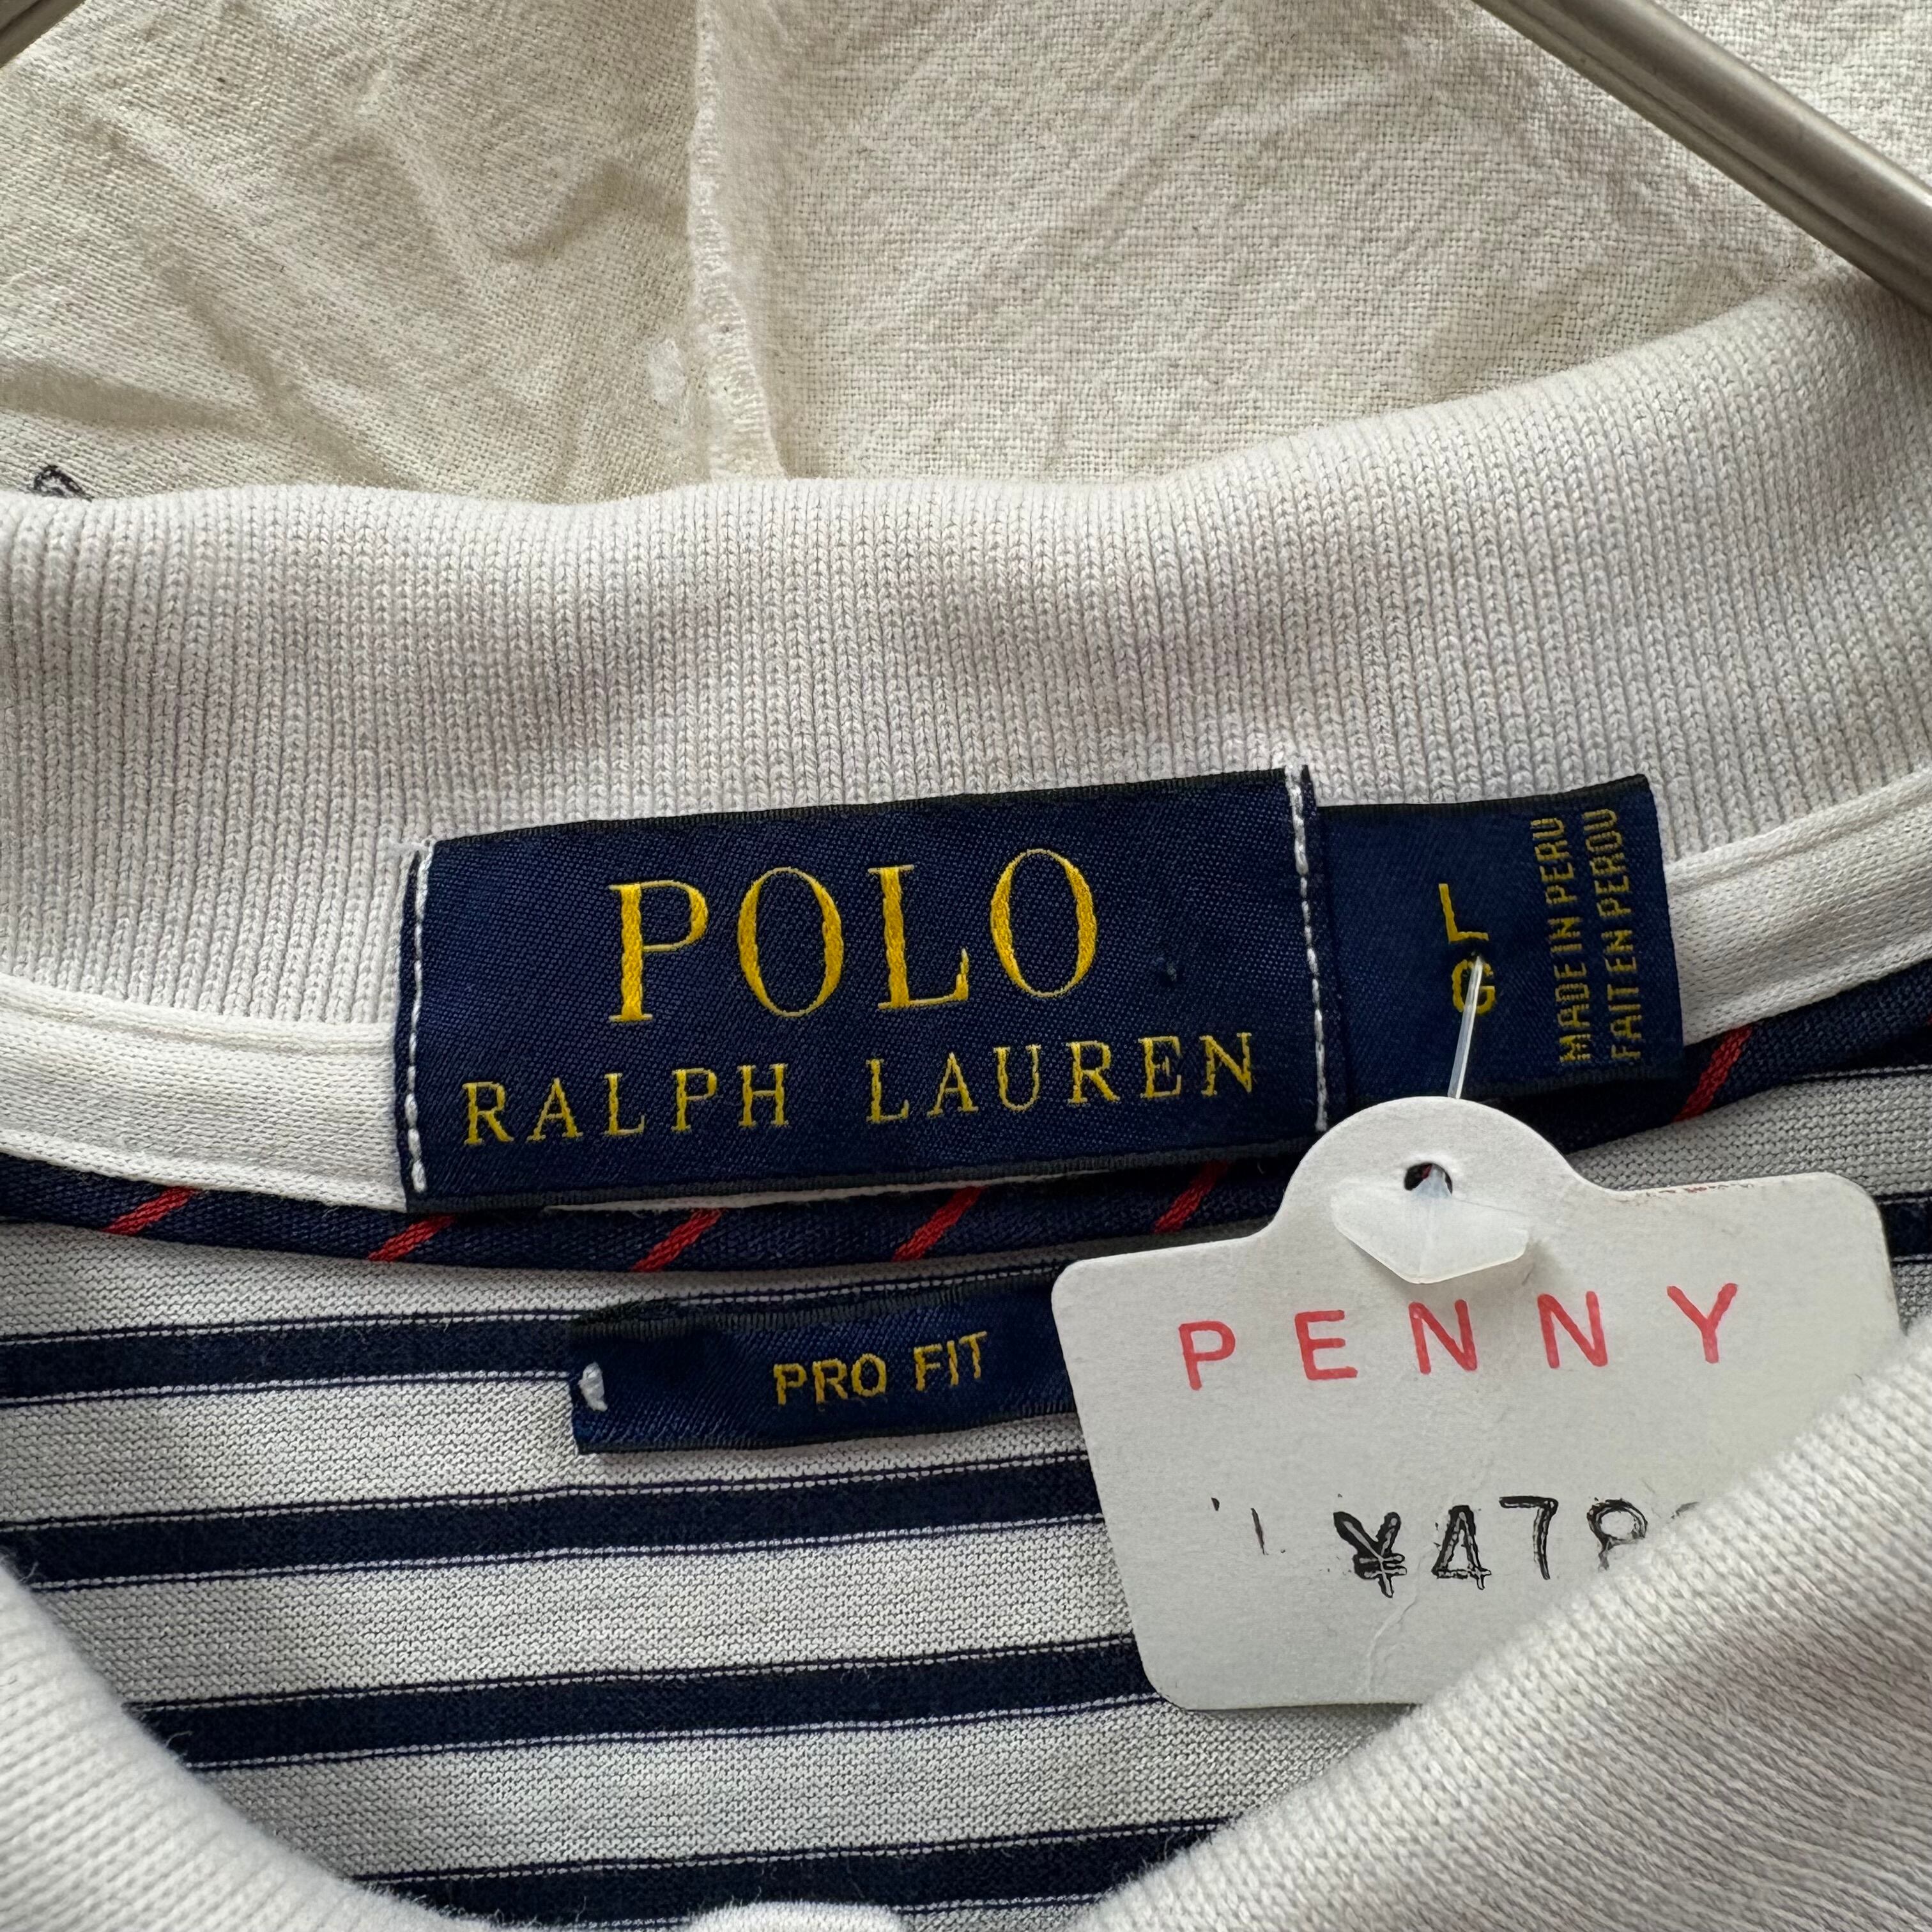 POLO
RALPH LAUREN
L
G
MADE IN PERU
FAIT EN PEROU
PRO FIT
PENNY